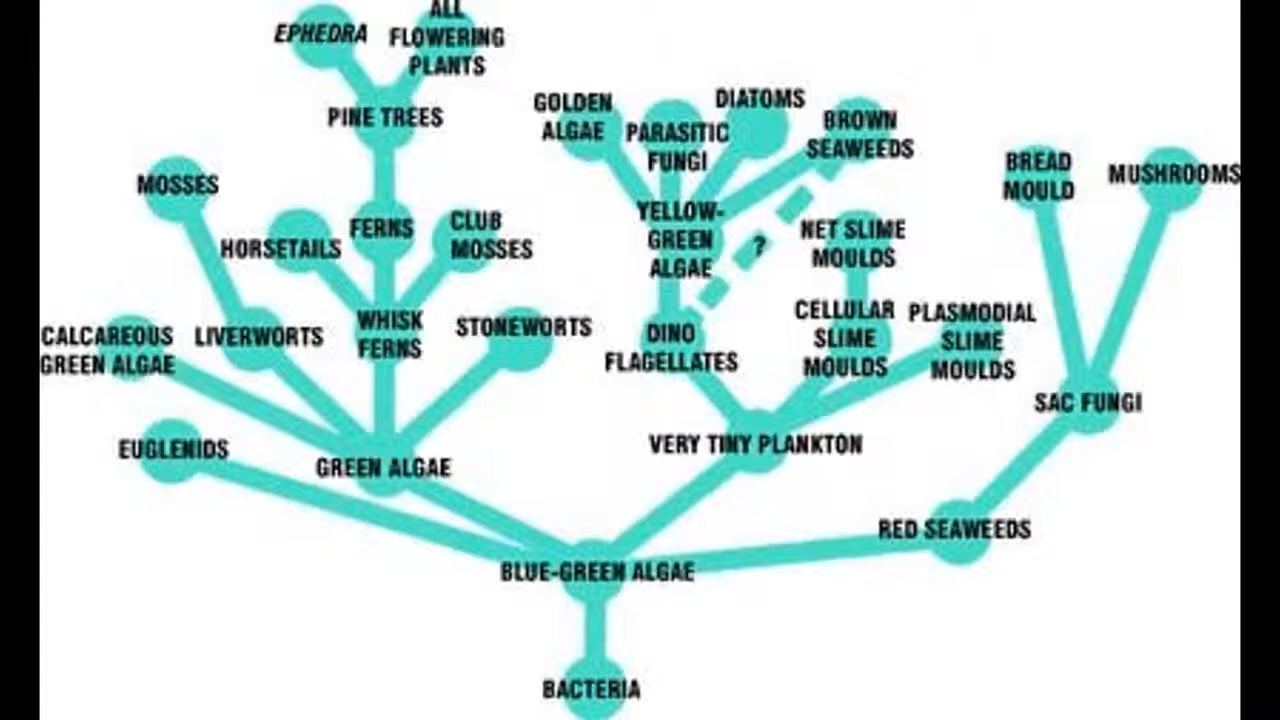 ALL
EPHEDRA
FLOWERING
PLANTS
PINE TREES
GOLDEN
ALGAE
PARASITIC
FUNGI
DIATOMS
BROWN
SEAWEEDS
BREAD
MOULD
MUSHROOMS
MOSSES
HORSETAILS
FERNS
CLUB
MOSSES
YELLOW-
GREEN
ALGAE
?
NET SLIME
MOULDS
CALCAREOUS
GREEN ALGAE
LIVERWORTS
WHISK
FERNS
STONEWORTS
DINO
FLAGELLATES
CELLULAR
SLIME
MOULDS
PLASMODIAL
SLIME
MOULDS
SAC FUNGI
EUGLENIDS
GREEN ALGAE
VERY TINY PLANKTON
RED SEAWEEDS
BLUE-GREEN ALGAE
BACTERIA